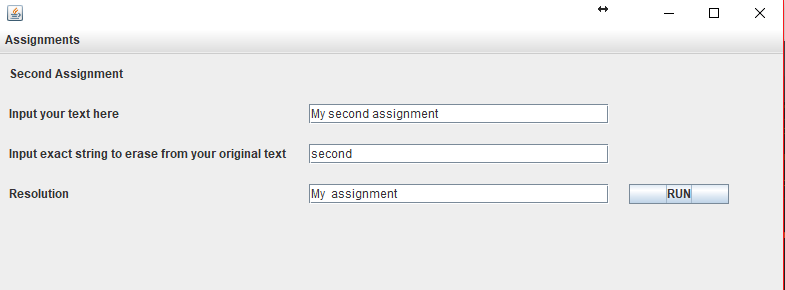 Assignments
Second Assignment
Input your text here My second assignment
Input exact string to erase from your original text second
Resolution My  assignment RUN